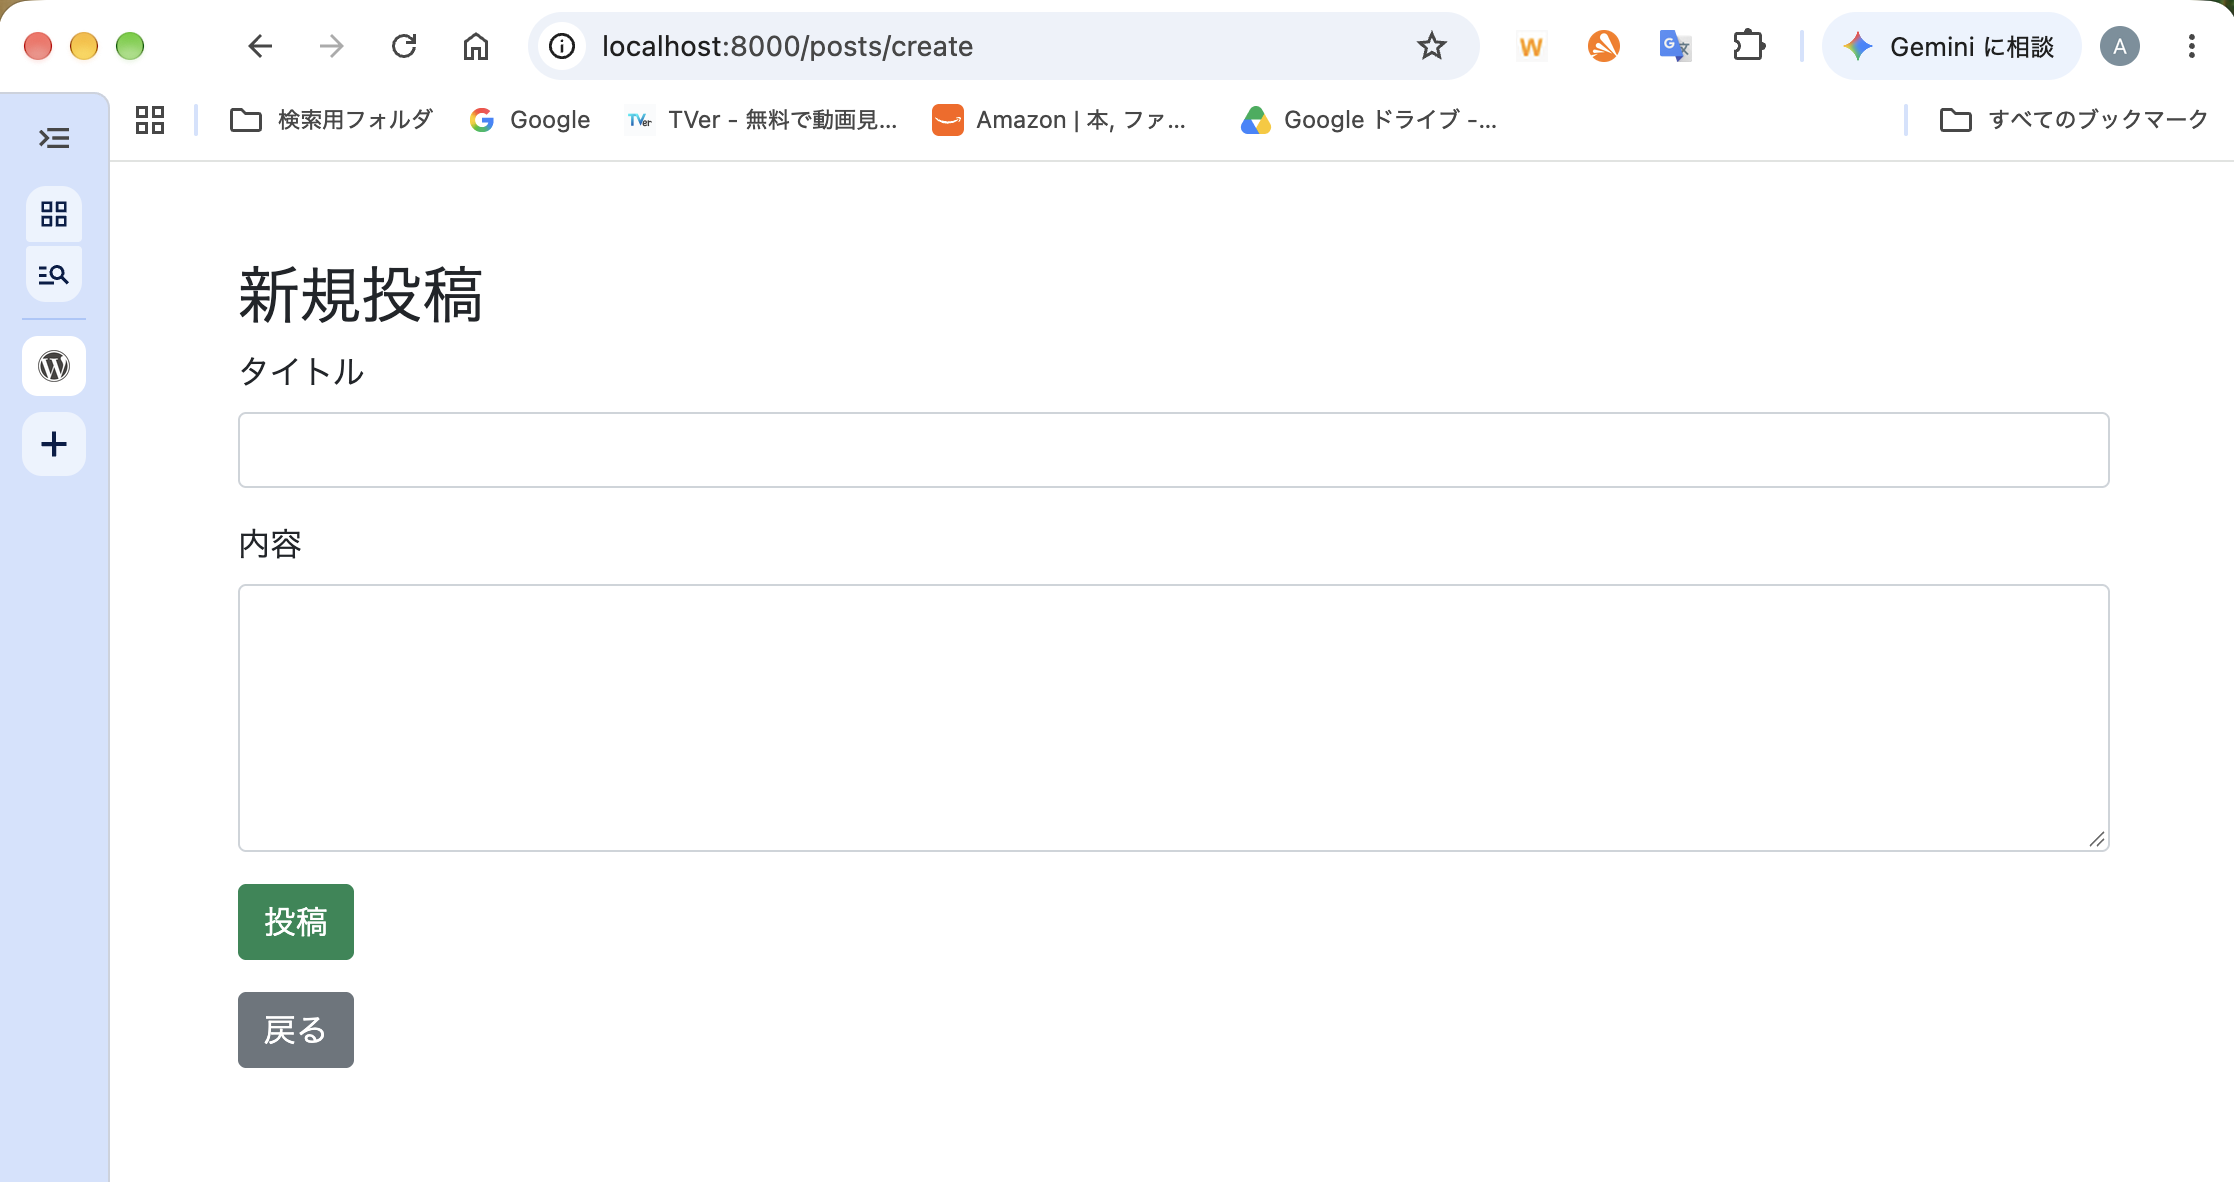 localhost:8000/posts/create
W
G 文
Gemini に相談
A
検索用フォルダ
Google
TVer
TVer - 無料で動画見...
Amazon | 本, ファ...
Google ドライブ -...
すべてのブックマーク
新規投稿
タイトル
内容
投稿
戻る